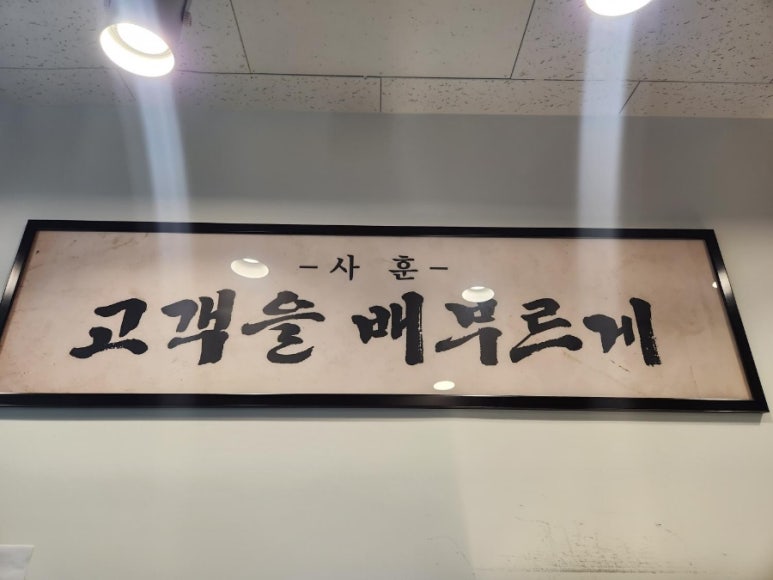 - 사 훈 -
고객을 배부르게